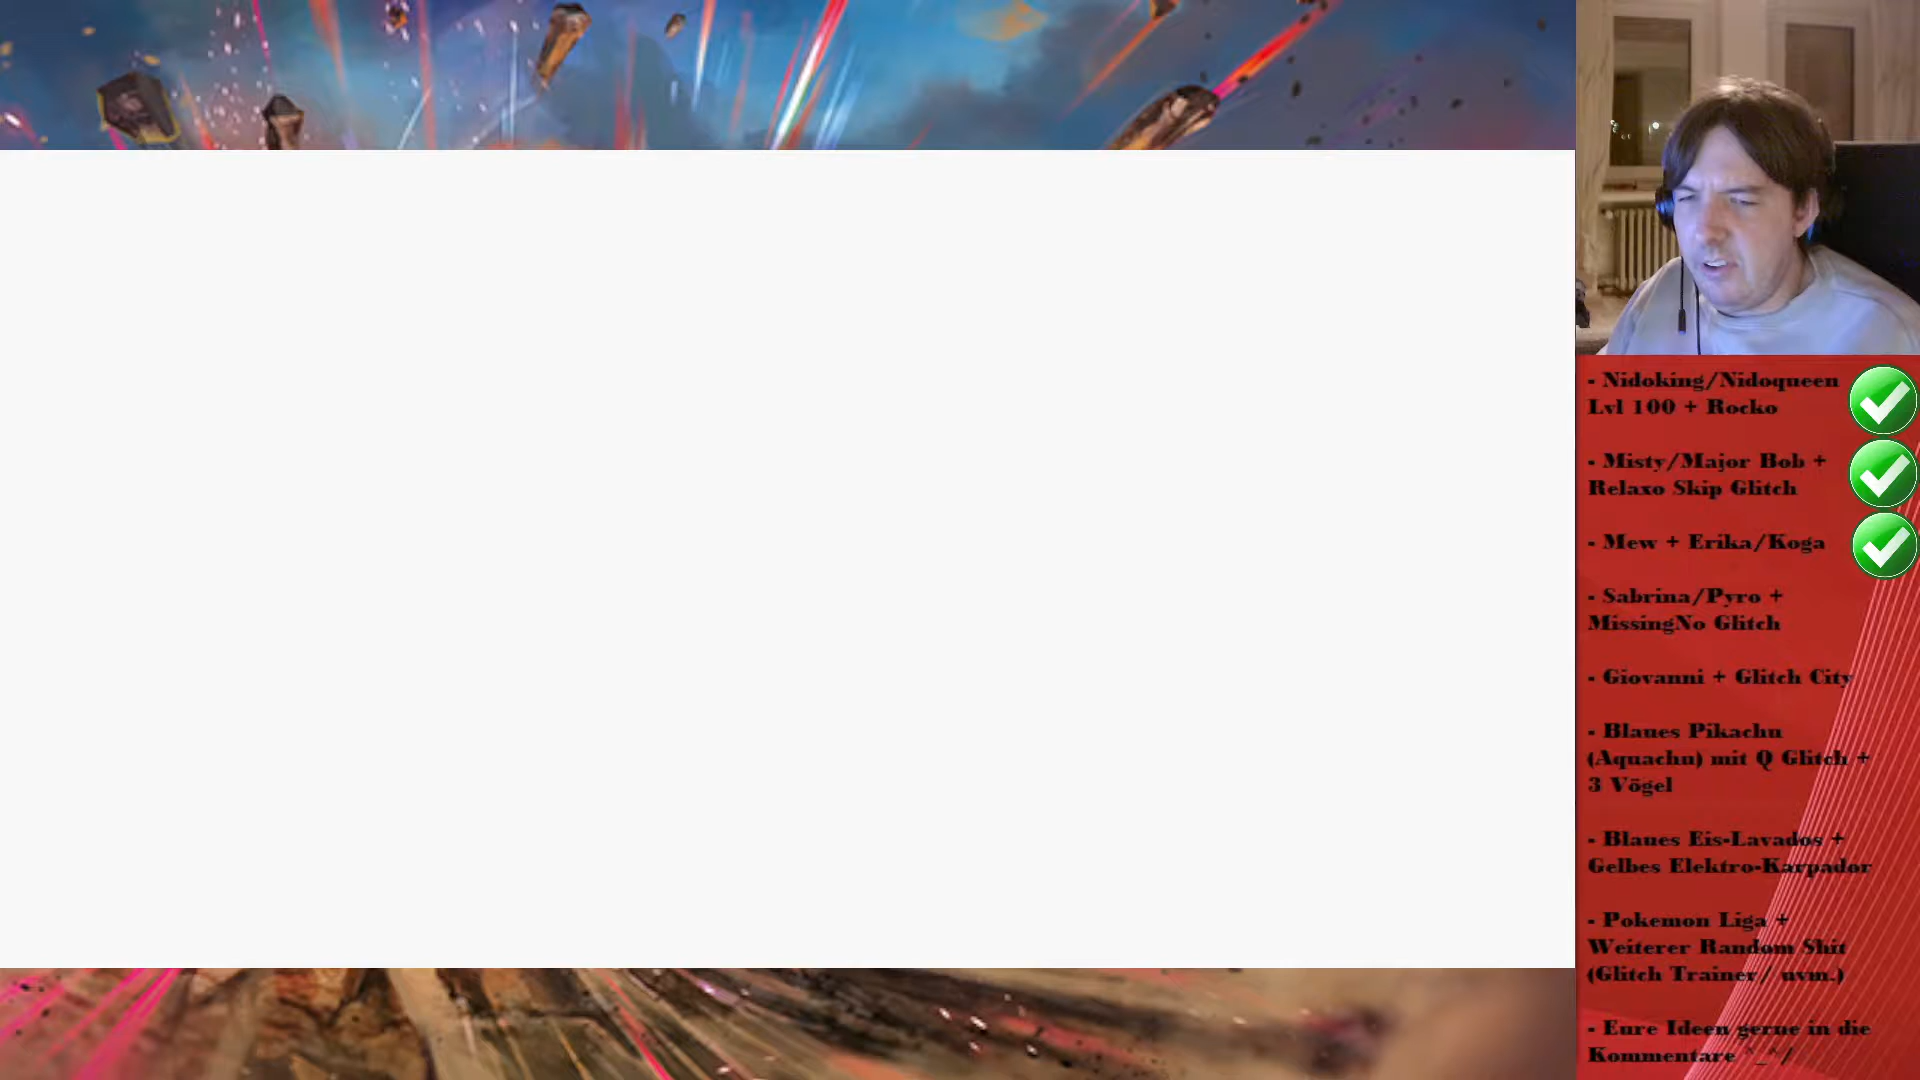 - Nidoking/Nidoqueen
Lvl 100 + Rocko
- Misty/Major Bob +
Relaxo Skip Glitch
- Mew + Erika/Koga
- Sabrina/Pyro +
MissingNo Glitch
- Giovanni + Glitch City
- Blaues Pikachu
(Aquachu) mit Q Glitch +
3 Vögel
- Blaues Eis-Lavados +
Gelbes Elektro-Karpador
- Pokemon Liga +
Weiterer Random Shit
(Glitch Trainer/ uvm.)
- Eure Ideen gerne in die
Kommentare ^_^/